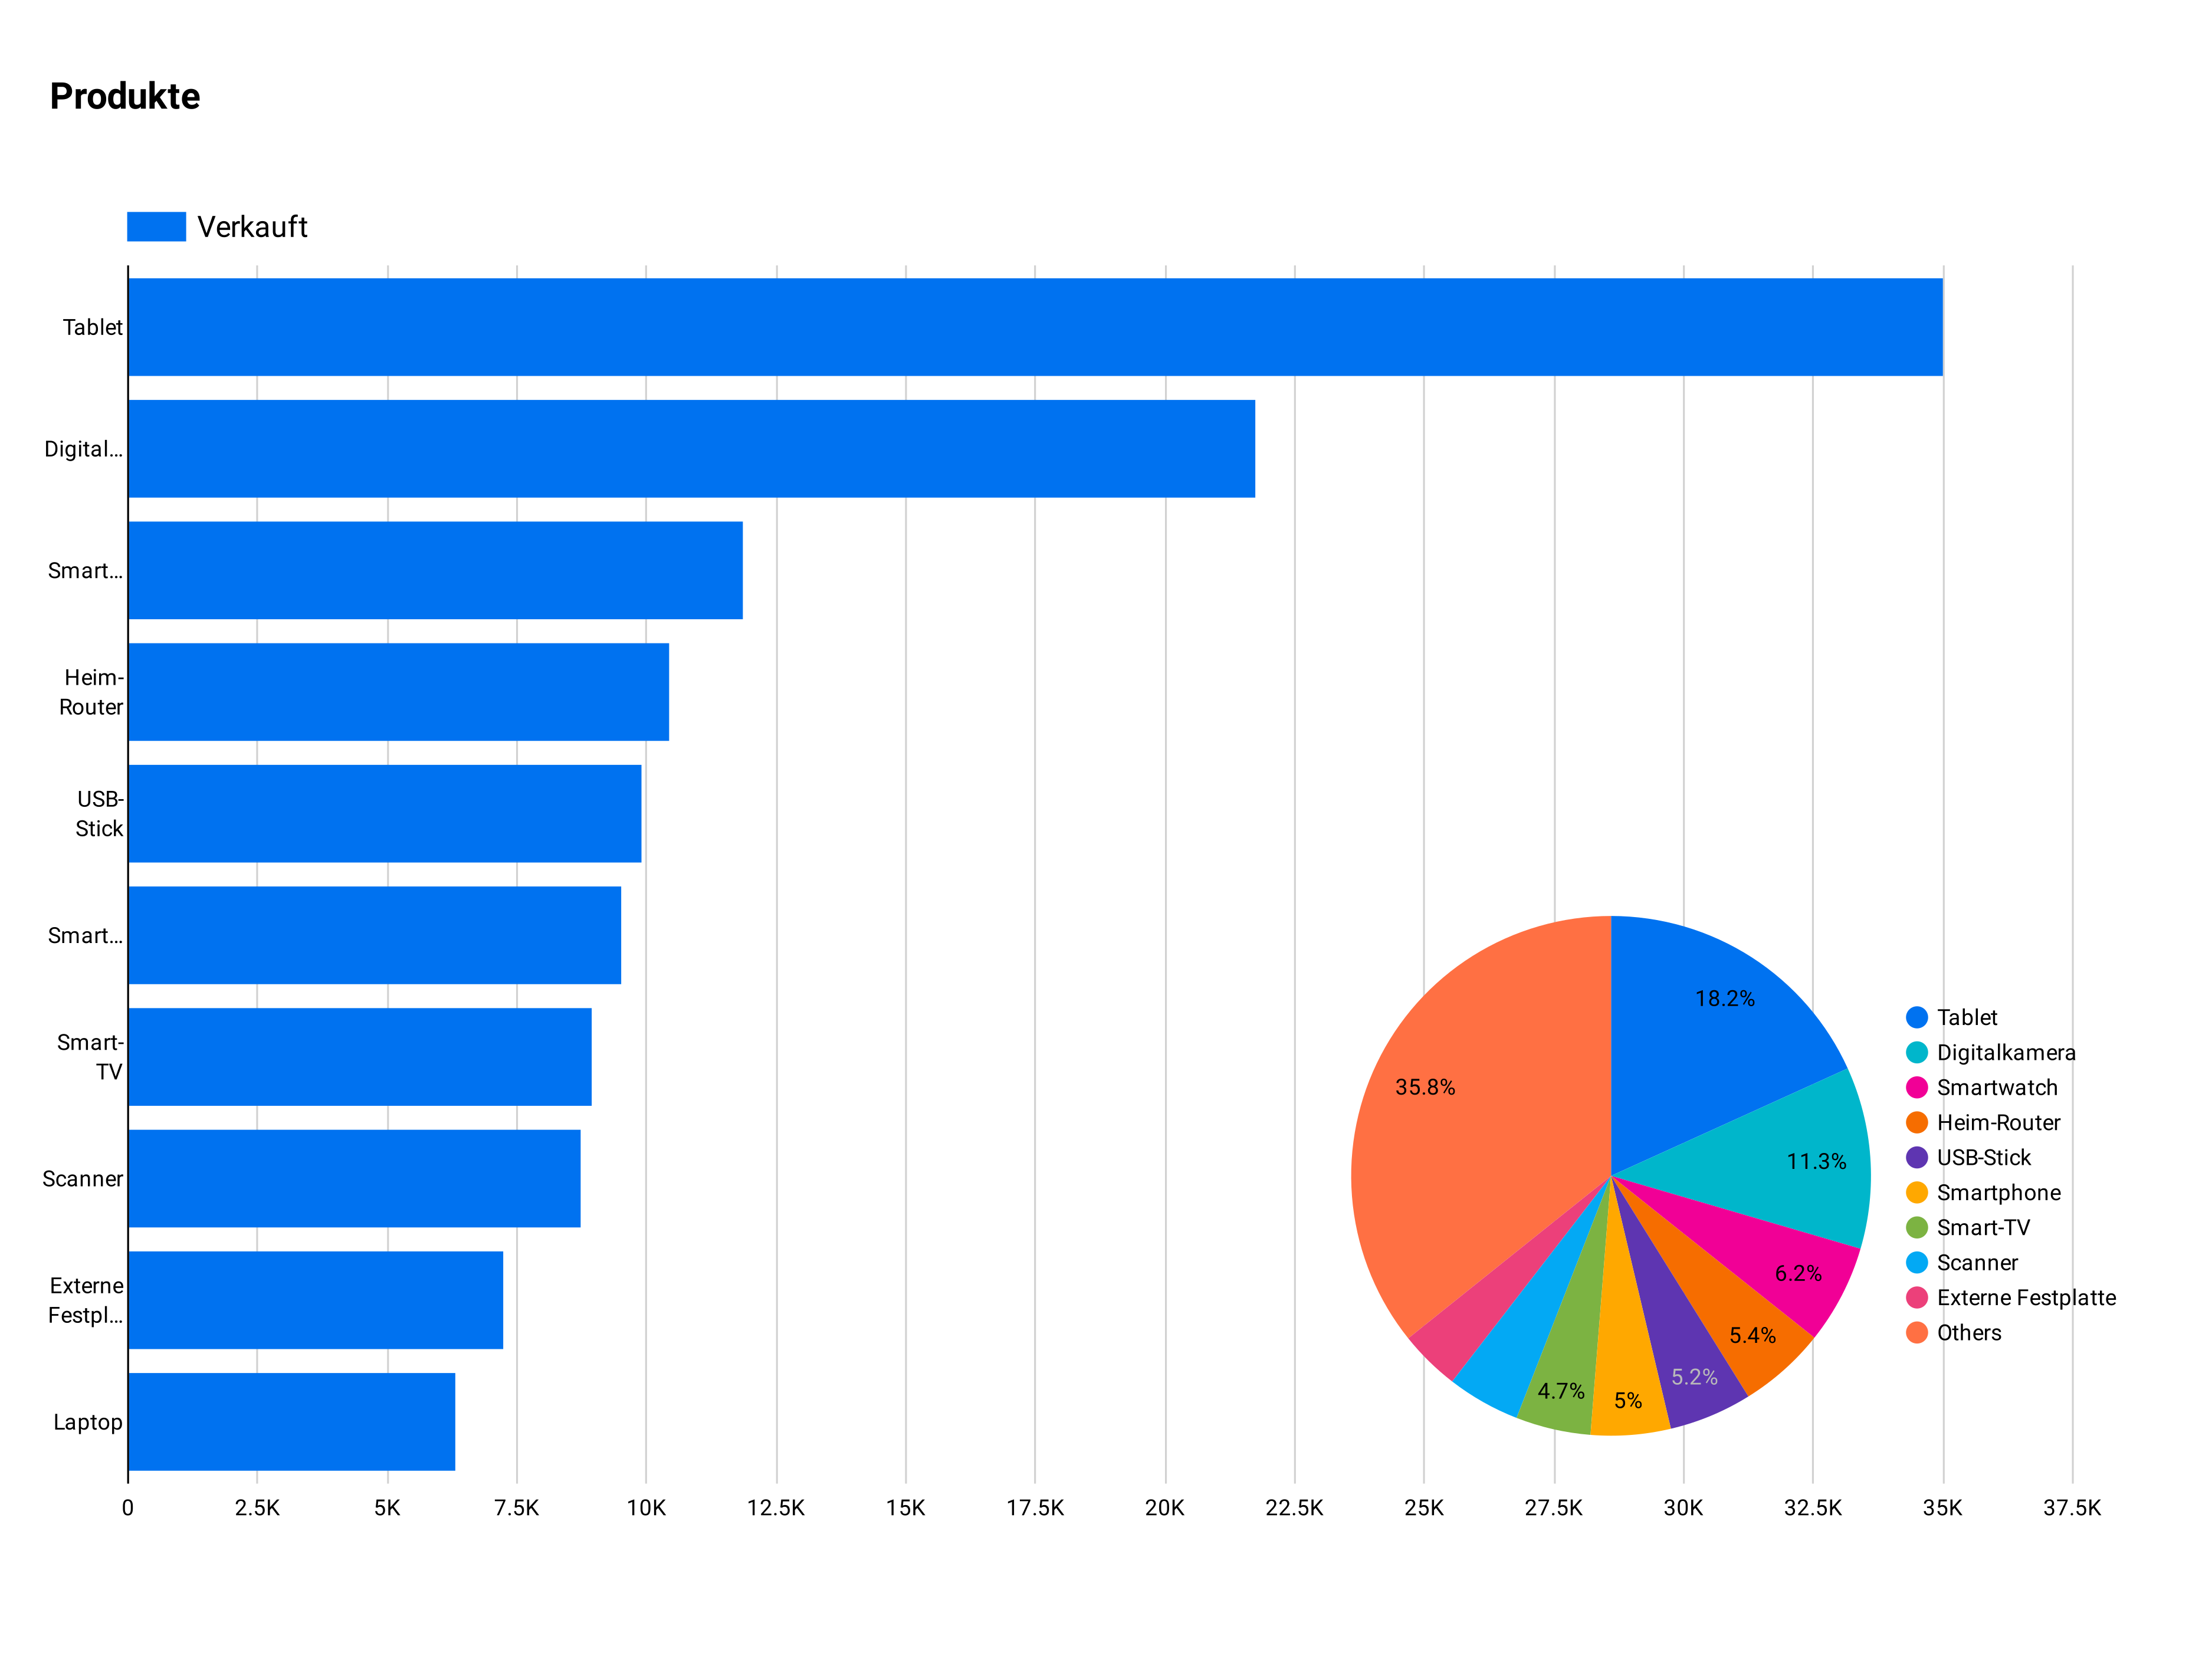 Produkte
Verkauft
Tablet
Digital...
Smart...
Heim-
Router
USB-
Stick
Smart...
Smart-
TV
Scanner
Externe
Festpl...
Laptop
0 2.5K 5K 7.5K 10K 12.5K 15K 17.5K 20K 22.5K 25K 27.5K 30K 32.5K 35K 37.5K
18.2%
11.3%
6.2%
5.4%
5.2%
5%
4.7%
35.8%
Tablet
Digitalkamera
Smartwatch
Heim-Router
USB-Stick
Smartphone
Smart-TV
Scanner
Externe Festplatte
Others